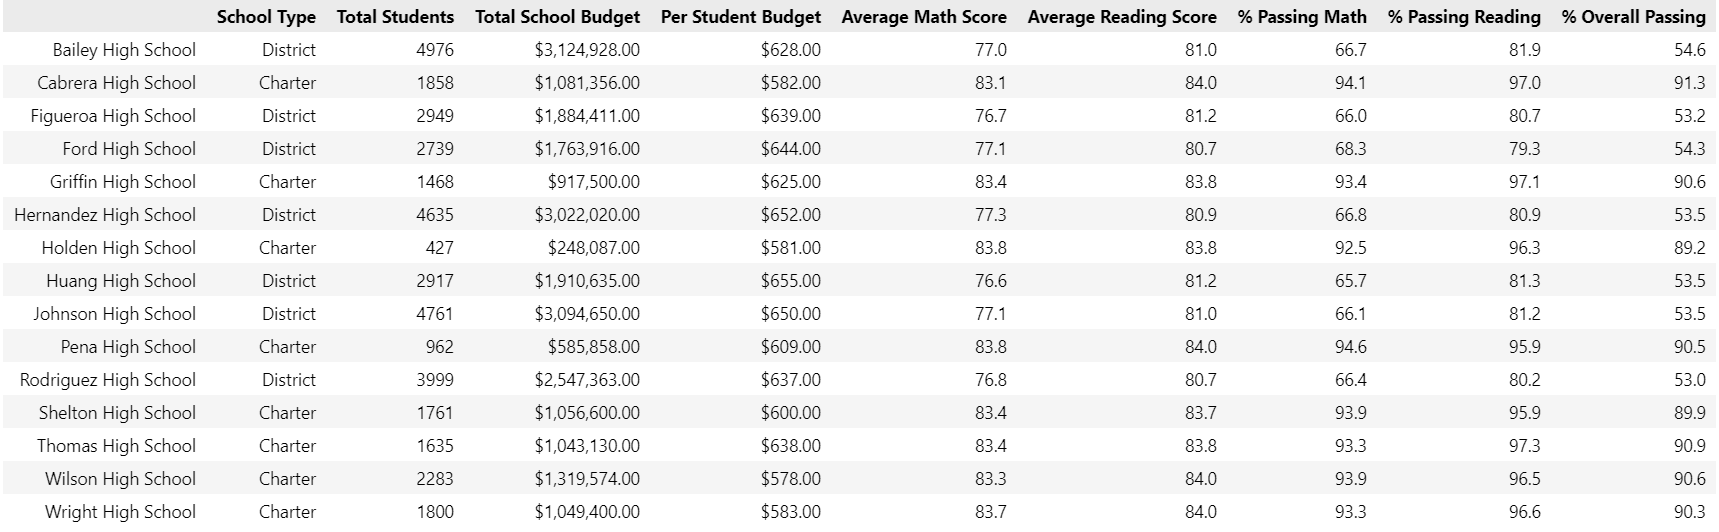 School Type Total Students Total School Budget Per Student Budget Average Math Score Average Reading Score % Passing Math % Passing Reading % Overall Passing
Bailey High School District 4976 $3,124,928.00 $628.00 77.0 81.0 66.7 81.9 54.6
Cabrera High School Charter 1858 $1,081,356.00 $582.00 83.1 84.0 94.1 97.0 91.3
Figueroa High School District 2949 $1,884,411.00 $639.00 76.7 81.2 66.0 80.7 53.2
Ford High School District 2739 $1,763,916.00 $644.00 77.1 80.7 68.3 79.3 54.3
Griffin High School Charter 1468 $917,500.00 $625.00 83.4 83.8 93.4 97.1 90.6
Hernandez High School District 4635 $3,022,020.00 $652.00 77.3 80.9 66.8 80.9 53.5
Holden High School Charter 427 $248,087.00 $581.00 83.8 83.8 92.5 96.3 89.2
Huang High School District 2917 $1,910,635.00 $655.00 76.6 81.2 65.7 81.3 53.5
Johnson High School District 4761 $3,094,650.00 $650.00 77.1 81.0 66.1 81.2 53.5
Pena High School Charter 962 $585,858.00 $609.00 83.8 84.0 94.6 95.9 90.5
Rodriguez High School District 3999 $2,547,363.00 $637.00 76.8 80.7 66.4 80.2 53.0
Shelton High School Charter 1761 $1,056,600.00 $600.00 83.4 83.7 93.9 95.9 89.9
Thomas High School Charter 1635 $1,043,130.00 $638.00 83.4 83.8 93.3 97.3 90.9
Wilson High School Charter 2283 $1,319,574.00 $578.00 83.3 84.0 93.9 96.5 90.6
Wright High School Charter 1800 $1,049,400.00 $583.00 83.7 84.0 93.3 96.6 90.3